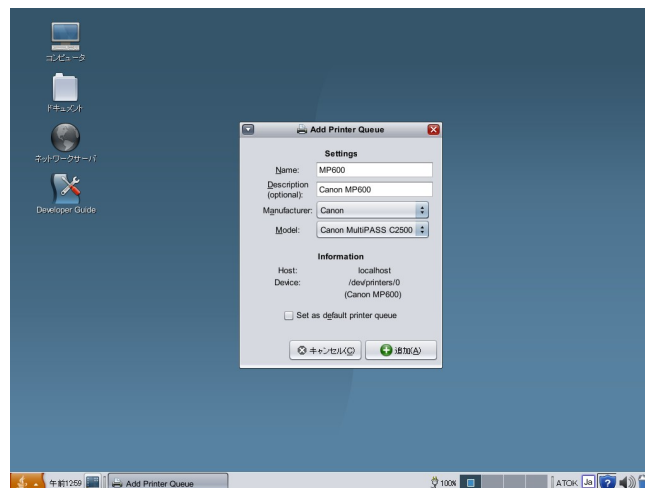 コンピュータ
ドキュメント
ネットワークサーバ
Developer Guide
Add Printer Queue
Settings
Name: MP600
Description (optional): Canon MP600
Manufacturer: Canon
Model: Canon MultiPASS C2500
Information
Host: localhost
Device: /dev/printers/0
(Canon MP600)
Set as default printer queue
キャンセル(C)
追加(A)
午前1259
Add Printer Queue
100%
ATOK
Ja
?